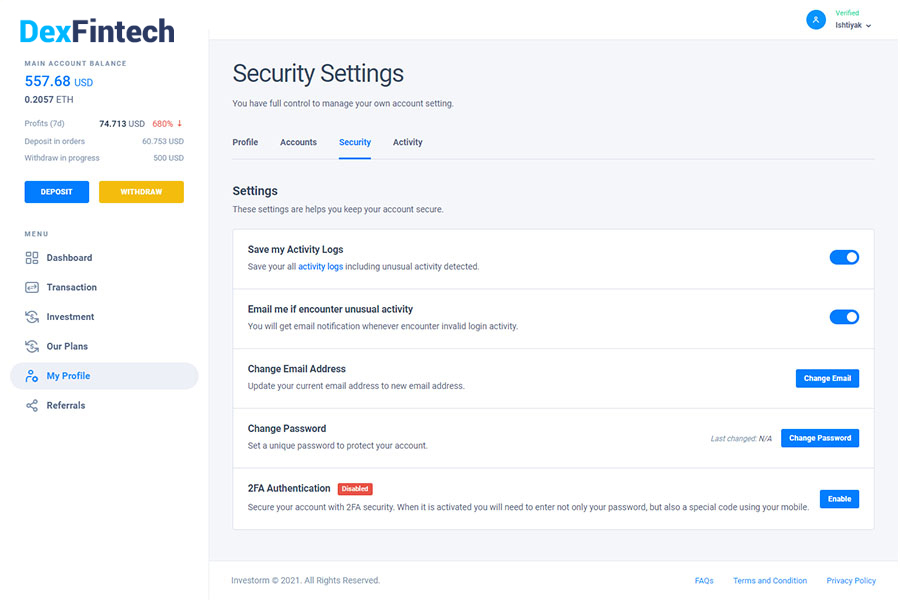 DexFintech
MAIN ACCOUNT BALANCE
557.68 USD
0.2057 ETH
Profits (7d) 74.713 USD 680% ↓
Deposit in orders 60.753 USD
Withdraw in progress 500 USD
DEPOSIT WITHDRAW
MENU
Dashboard
Transaction
Investment
Our Plans
My Profile
Referrals
Verified
Ishtiyak
Security Settings
You have full control to manage your own account setting.
Profile Accounts Security Activity
Settings
These settings are helps you keep your account secure.
Save my Activity Logs
Save your all activity logs including unusual activity detected.
Email me if encounter unusual activity
You will get email notification whenever encounter invalid login activity.
Change Email Address
Update your current email address to new email address.
Change Email
Change Password
Set a unique password to protect your account.
Last changed: N/A Change Password
2FA Authentication Disabled
Secure your account with 2FA security. When it is activated you will need to enter not only your password, but also a special code using your mobile.
Enable
Investorm © 2021. All Rights Reserved.
FAQs Terms and Condition Privacy Policy